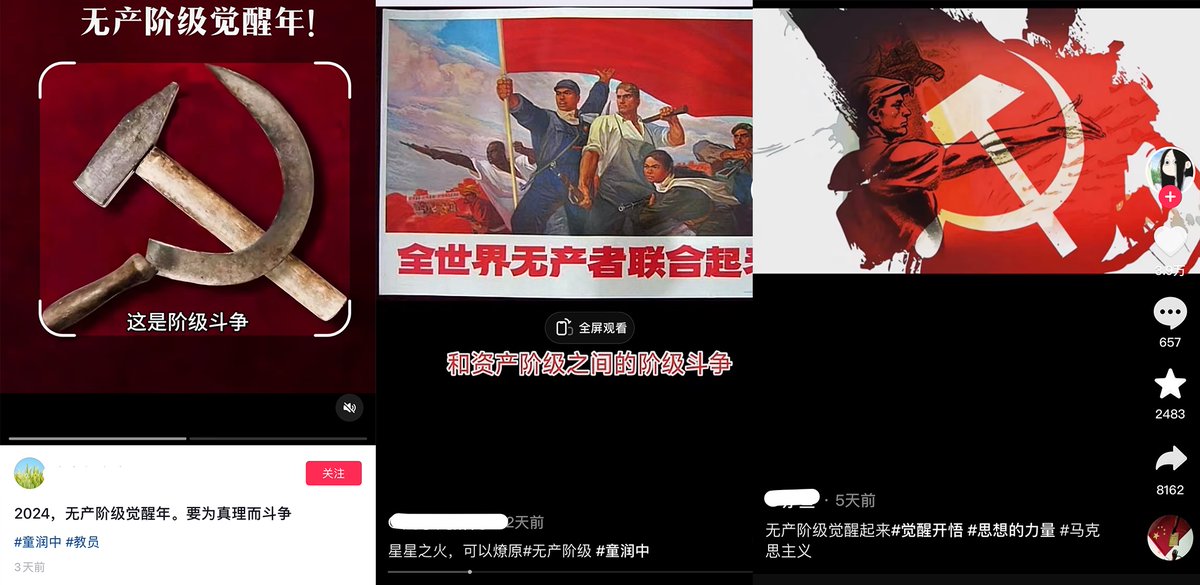 无产阶级觉醒年!
这是阶级斗争
关注
2024，无产阶级觉醒年。要为真理而斗争
#童润中 #教员
3天前
全世界无产者联合起来
全屏观看
和资产阶级之间的阶级斗争
2天前
星星之火，可以燎原#无产阶级 #童润中
657
2483
8162
· 5天前
无产阶级觉醒起来#觉醒开悟 #思想的力量 #马克
思主义